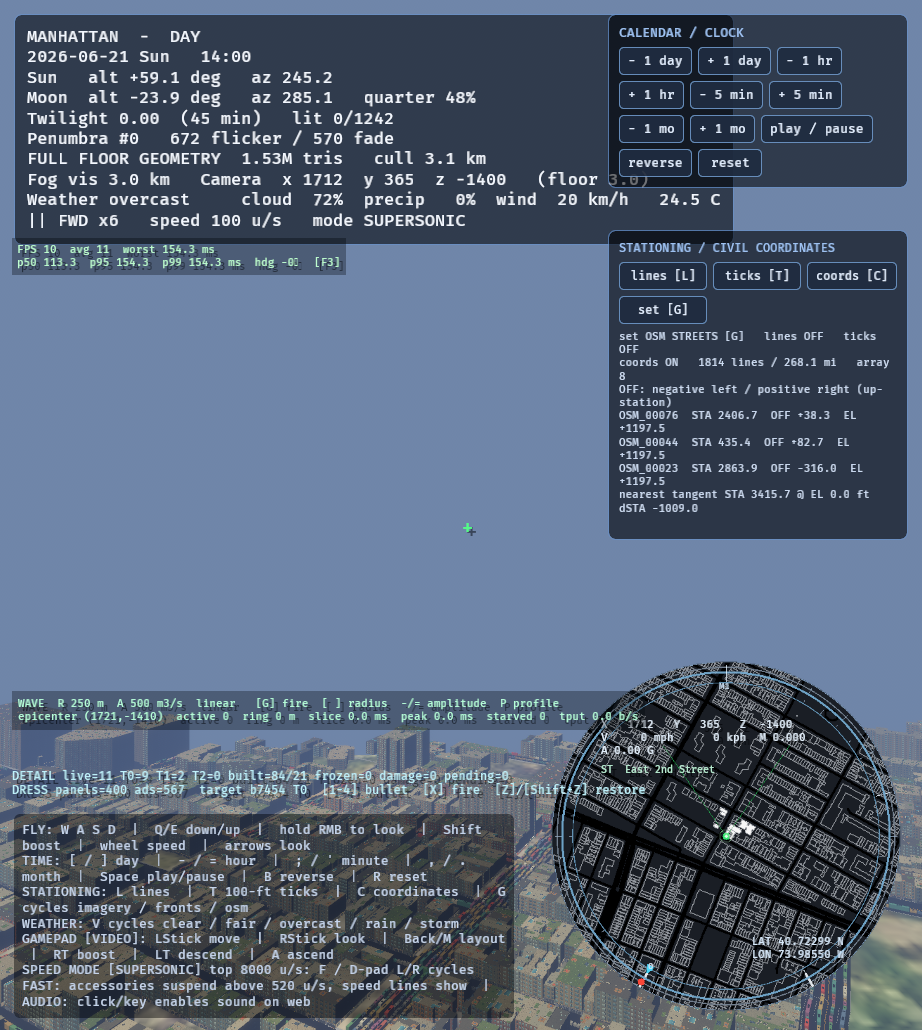 MANHATTAN - DAY
2026-06-21 Sun 14:00
Sun alt +59.1 deg az 245.2
Moon alt -23.9 deg az 285.1 quarter 48%
Twilight 0.00 (45 min) lit 0/1242
Penumbra #0 672 flicker / 570 fade
FULL FLOOR GEOMETRY 1.53M tris cull 3.1 km
Fog vis 3.0 km Camera x 1712 y 365 z -1400 (floor 3.0)
Weather overcast cloud 72% precip 0% wind 20 km/h 24.5 C
|| FWD x6 speed 100 u/s mode SUPERSONIC
FPS 10 avg 11 worst 154.3 ms
p50 113.3 p95 154.3 p99 154.3 ms hdg -0 [F3]
CALENDAR / CLOCK
- 1 day + 1 day - 1 hr
+ 1 hr - 5 min + 5 min
- 1 mo + 1 mo play / pause
reverse reset
STATIONING / CIVIL COORDINATES
lines [L] ticks [T] coords [C]
set [G]
set OSM STREETS [G] lines OFF ticks
OFF
coords ON 1814 lines / 268.1 mi array
8
OFF: negative left / positive right (up-
station)
OSM_00076 STA 2406.7 OFF +38.3 EL
+1197.5
OSM_00044 STA 435.4 OFF +82.7 EL
+1197.5
OSM_00023 STA 2863.9 OFF -316.0 EL
+1197.5
nearest tangent STA 3415.7 @ EL 0.0 ft
dSTA -1009.0
WAVE R 250 m A 500 m3/s linear [G] fire [ ] radius -/= amplitude P profile
epicenter (1721,-1410) active 0 ring 0 m slice 0.0 ms peak 0.0 ms starved 0 tput 0.0 b/s
DETAIL live=11 T0=9 T1=2 T2=0 built=84/21 frozen=0 damage=0 pending=0
DRESS panels=400 ads=567 target b7454 T0 [1-4] bullet [X] fire [Z]/[Shift+Z] restore
FLY: W A S D | Q/E down/up | hold RMB to look | Shift
boost | wheel speed | arrows look
TIME: [ / ] day | - / = hour | ; / ' minute | , / .
month | Space play/pause | B reverse | R reset
STATIONING: L lines | T 100-ft ticks | C coordinates | G
cycles imagery / fronts / osm
WEATHER: V cycles clear / fair / overcast / rain / storm
GAMEPAD [VIDEO]: LStick move | RStick look | Back/M layout
| RT boost | LT descend | A ascend
SPEED MODE [SUPERSONIC] top 8000 u/s: F / D-pad L/R cycles
FAST: accessories suspend above 520 u/s, speed lines show |
AUDIO: click/key enables sound on web
1712 Y 365 Z -1400
V 0 mph 0 kph M 0.000
A 0.00 G
ST East 2nd Street
LAT 40.72299 N
LON 73.98550 W